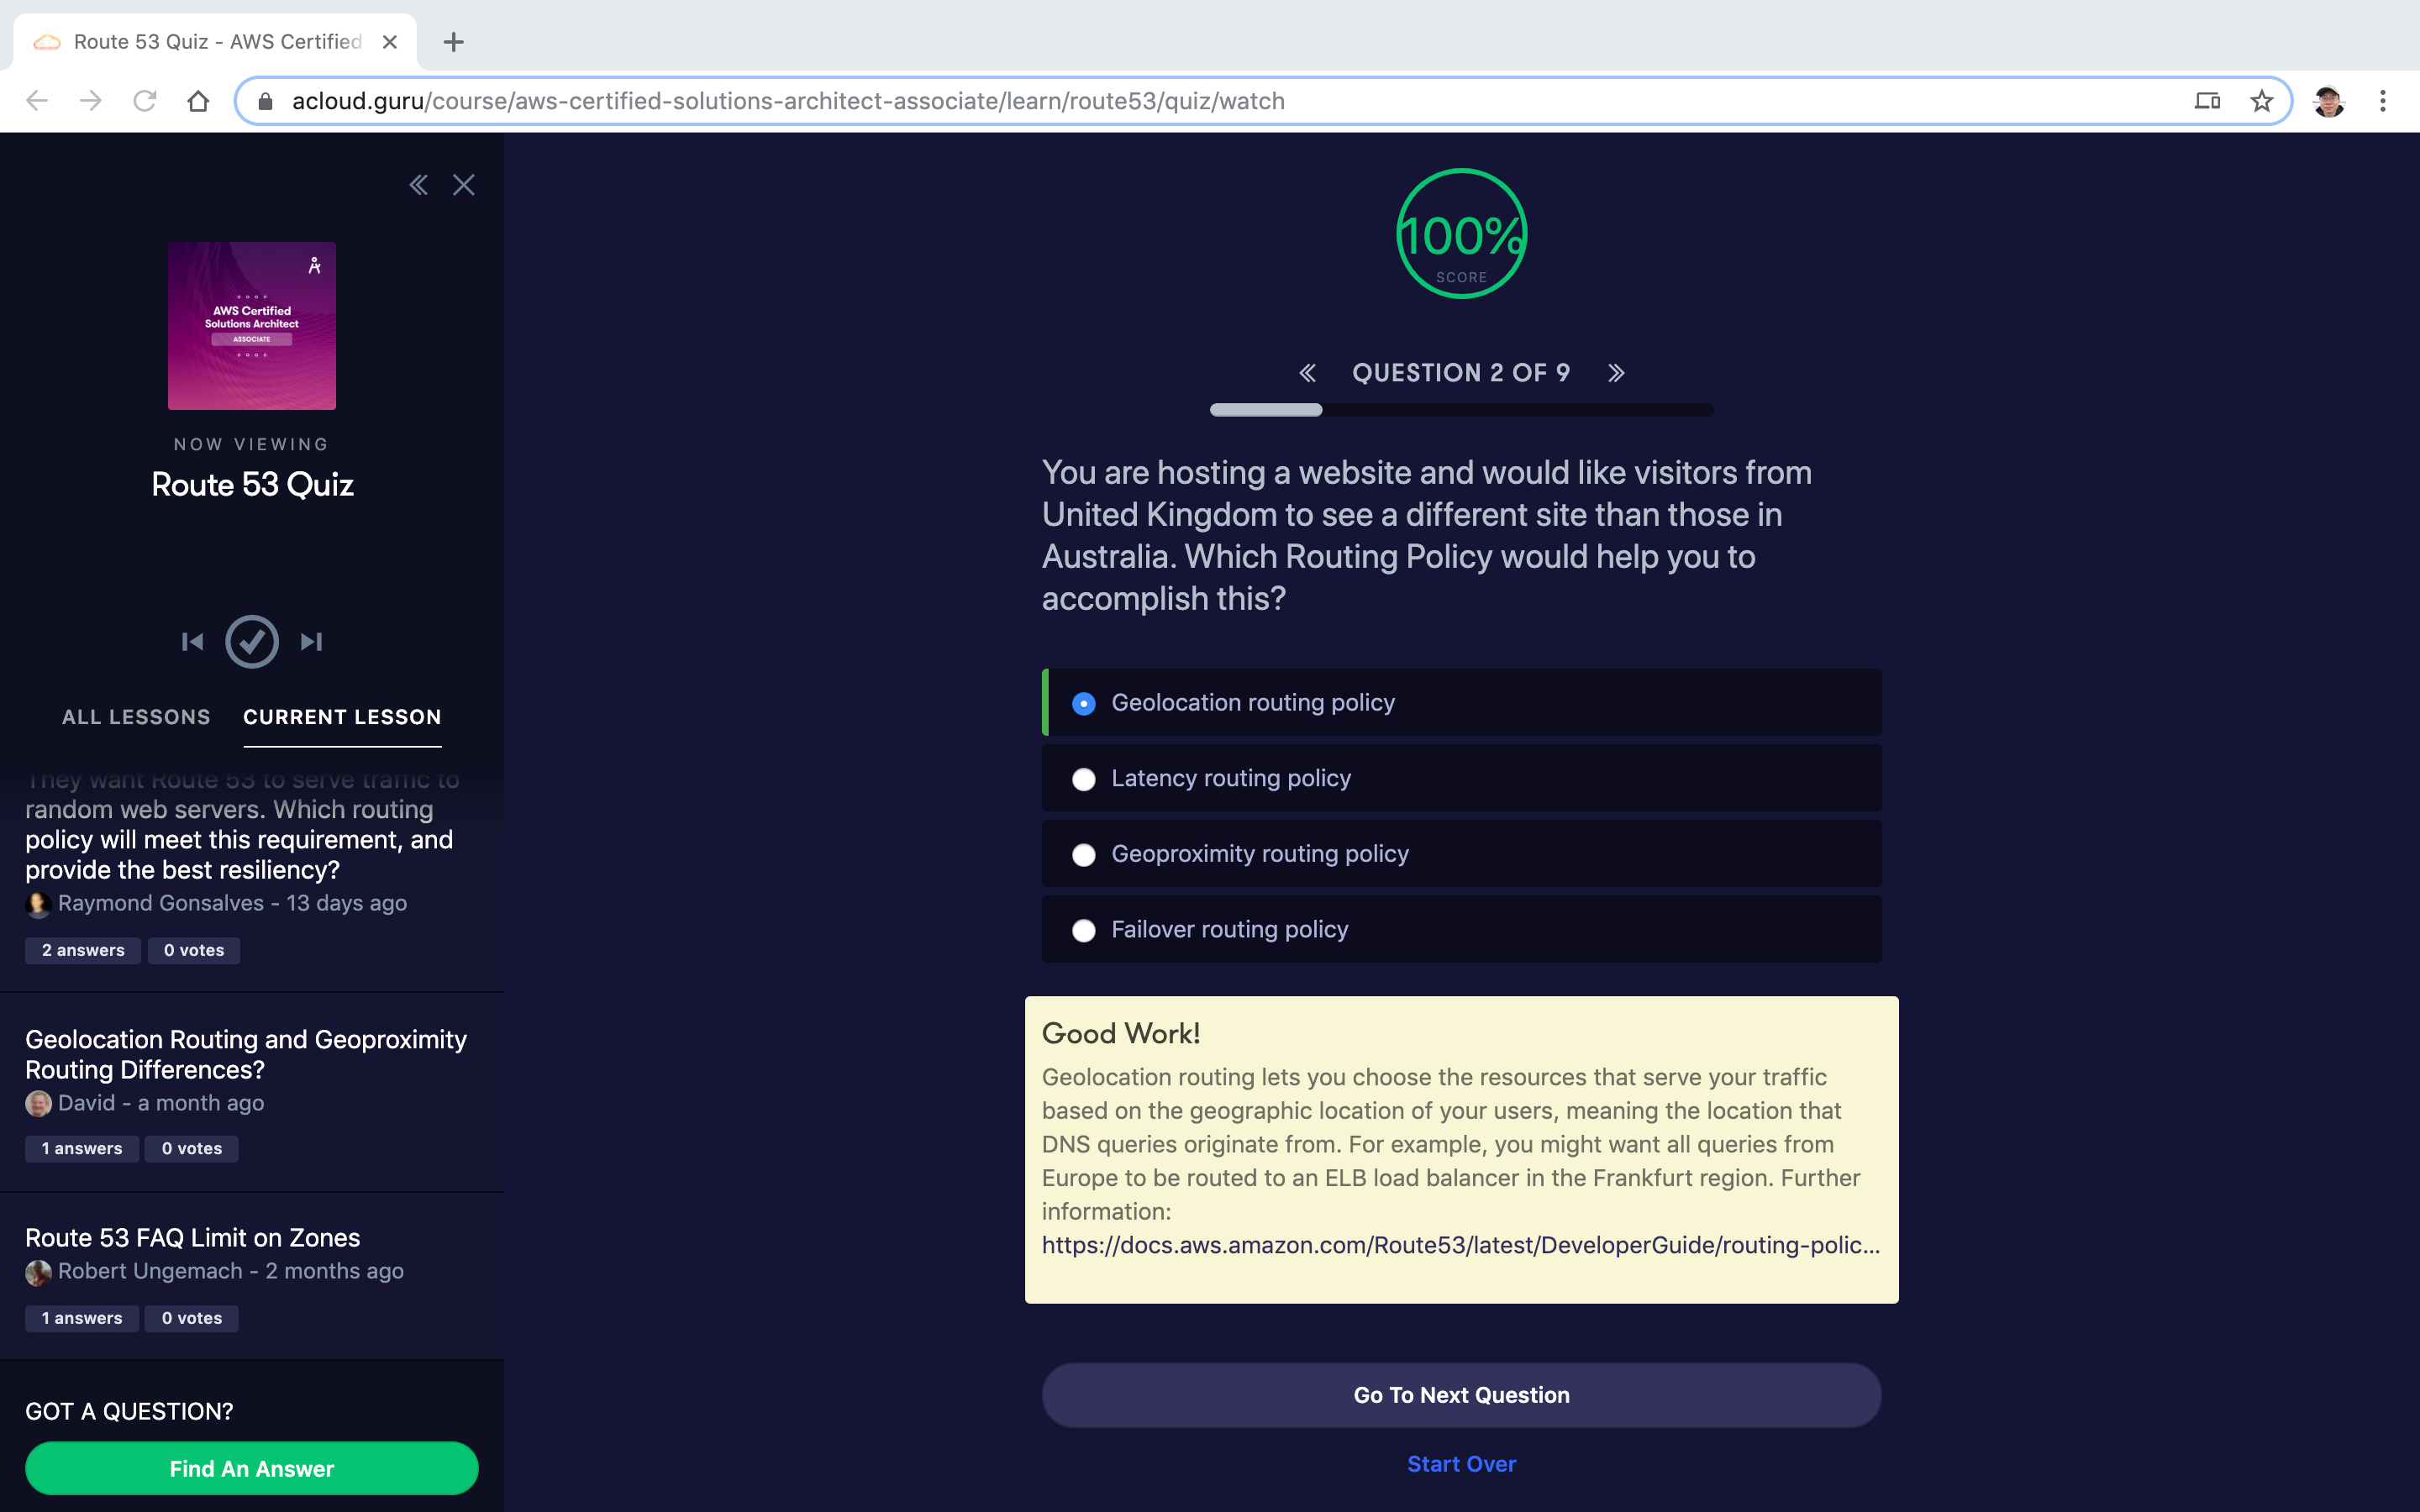 Route 53 Quiz - AWS Certified
acloud.guru/course/aws-certified-solutions-architect-associate/learn/route53/quiz/watch
AWS Certified
Solutions Architect
ASSOCIATE
NOW VIEWING
Route 53 Quiz
ALL LESSONS CURRENT LESSON
They want Route 53 to serve traffic to
random web servers. Which routing
policy will meet this requirement, and
provide the best resiliency?
Raymond Gonsalves - 13 days ago
2 answers 0 votes
Geolocation Routing and Geoproximity
Routing Differences?
David - a month ago
1 answers 0 votes
Route 53 FAQ Limit on Zones
Robert Ungemach - 2 months ago
1 answers 0 votes
GOT A QUESTION?
Find An Answer
100%
SCORE
QUESTION 2 OF 9
You are hosting a website and would like visitors from
United Kingdom to see a different site than those in
Australia. Which Routing Policy would help you to
accomplish this?
Geolocation routing policy
Latency routing policy
Geoproximity routing policy
Failover routing policy
Good Work!
Geolocation routing lets you choose the resources that serve your traffic
based on the geographic location of your users, meaning the location that
DNS queries originate from. For example, you might want all queries from
Europe to be routed to an ELB load balancer in the Frankfurt region. Further
information:
https://docs.aws.amazon.com/Route53/latest/DeveloperGuide/routing-polic...
Go To Next Question
Start Over